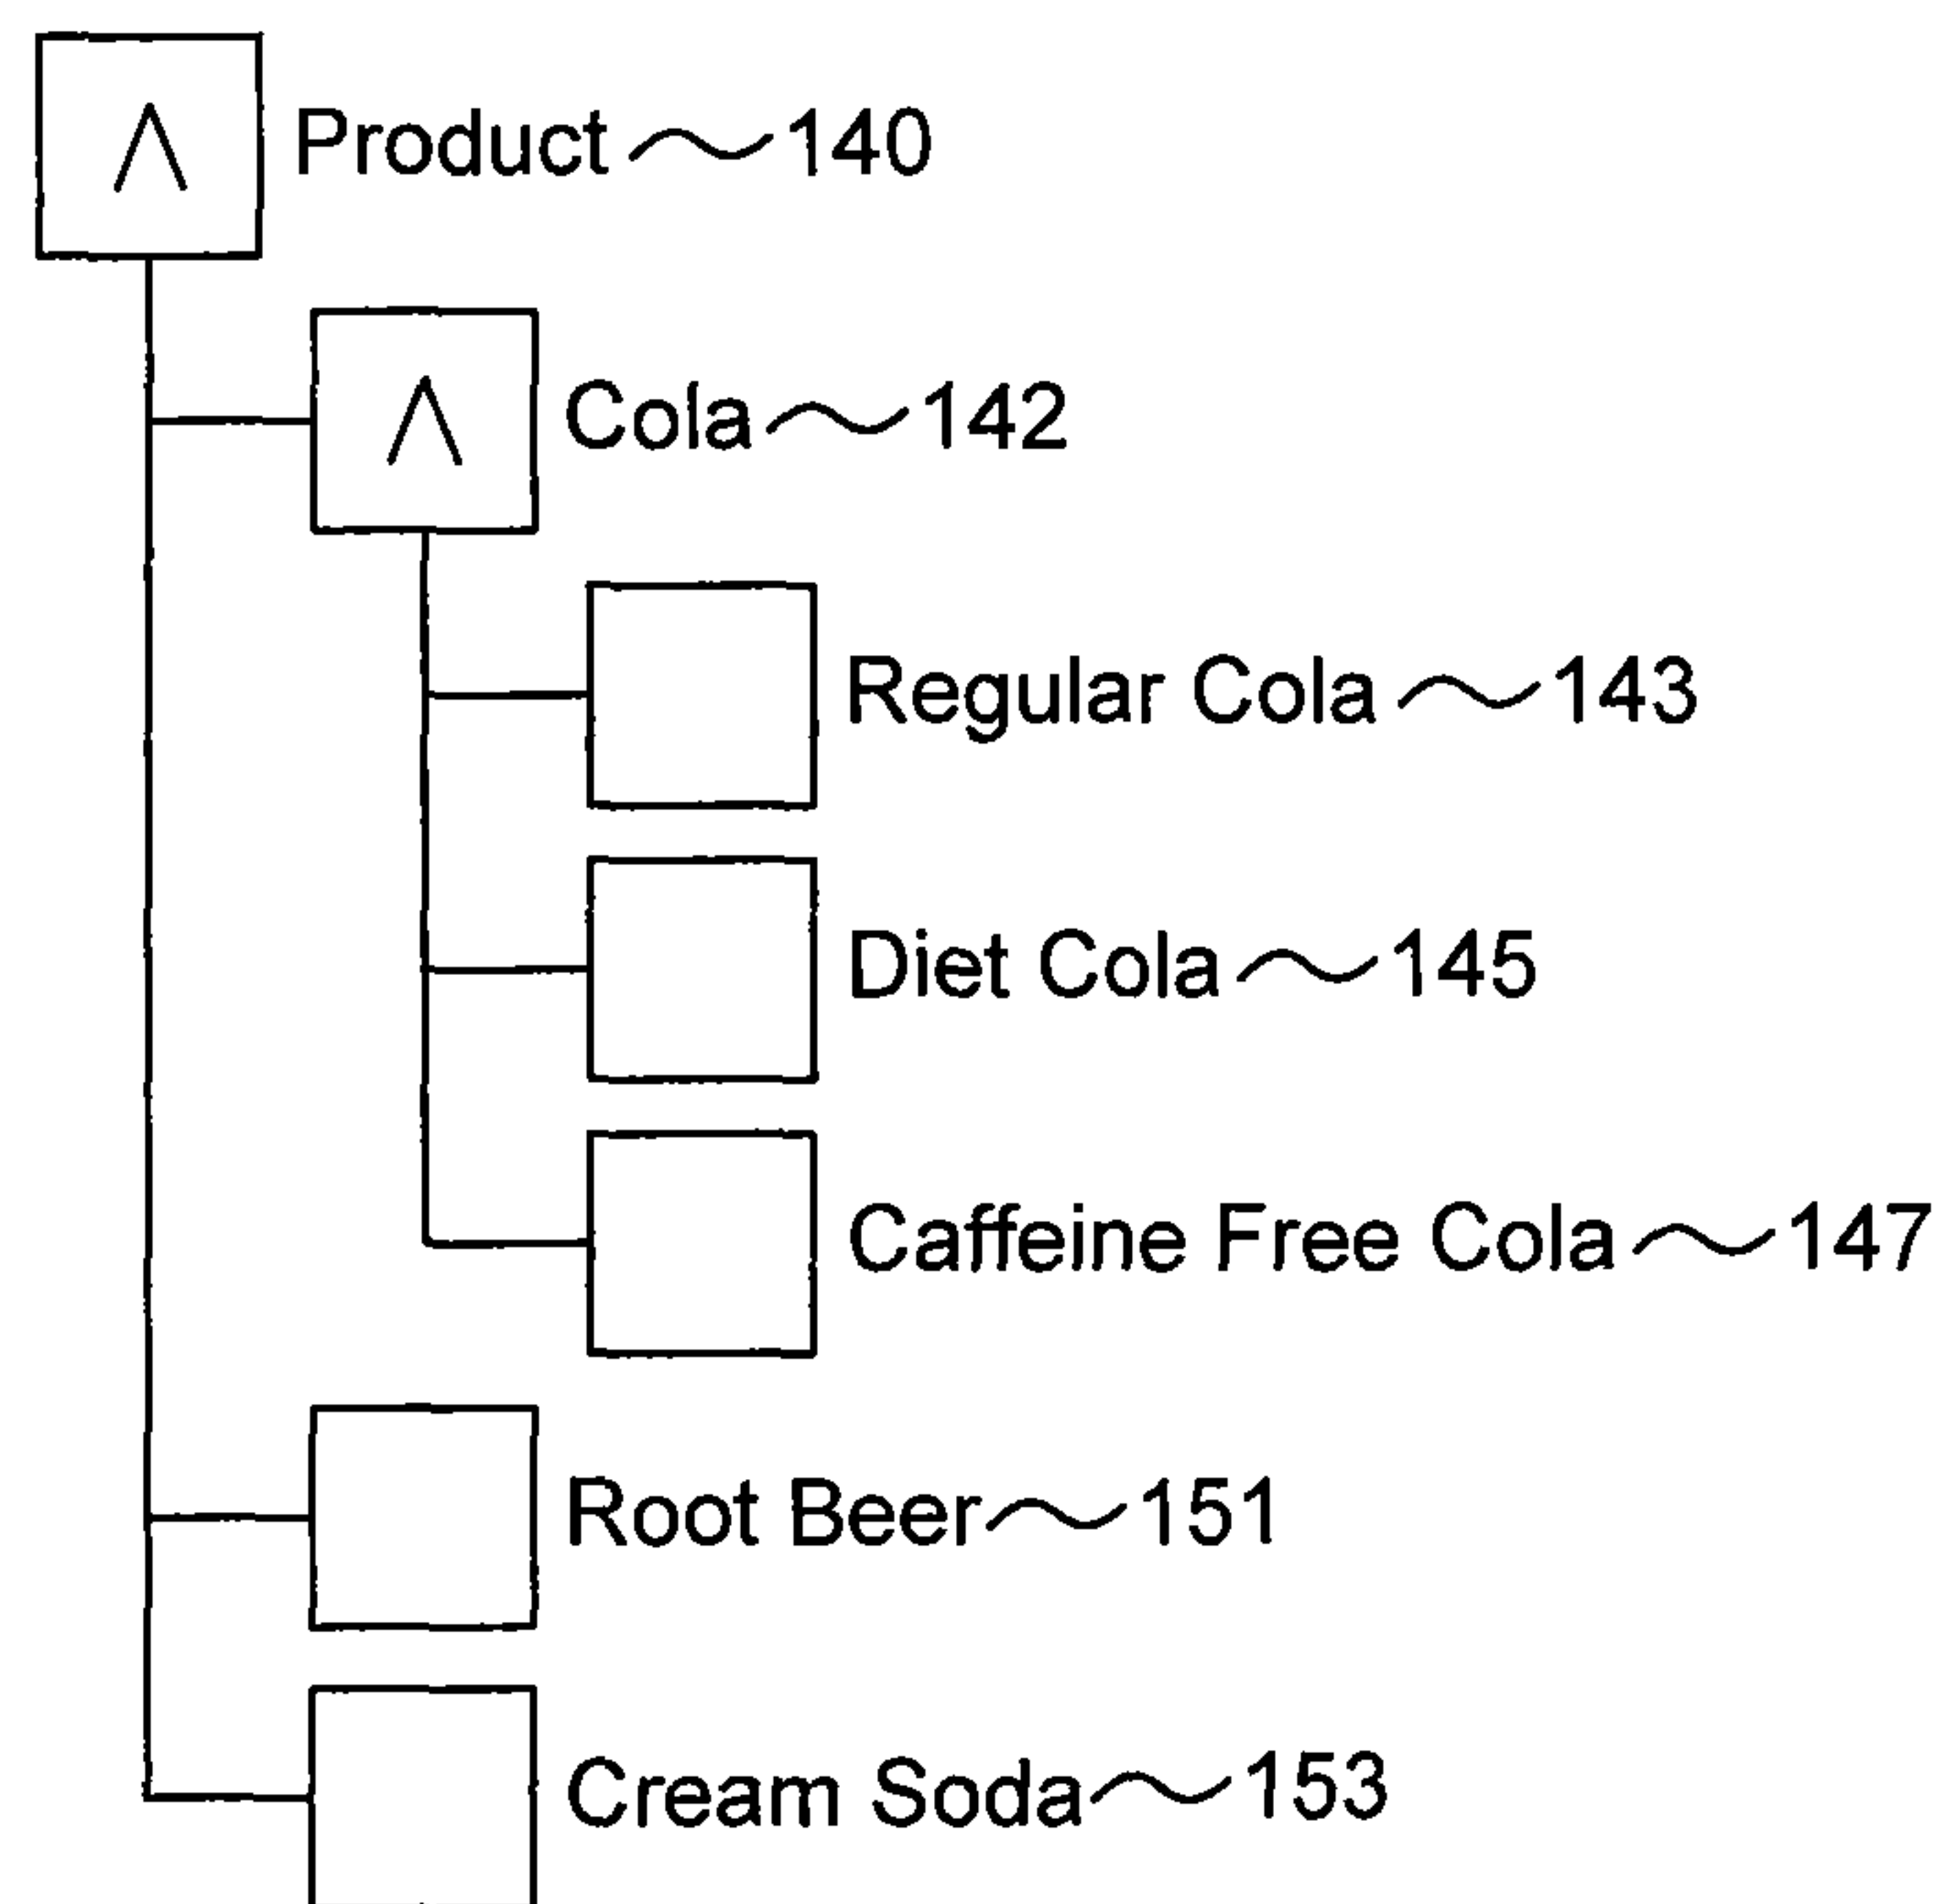 Product 140
Cola 142
Regular Cola 143
Diet Cola 145
Caffeine Free Cola 147
Root Beer 151
Cream Soda 153